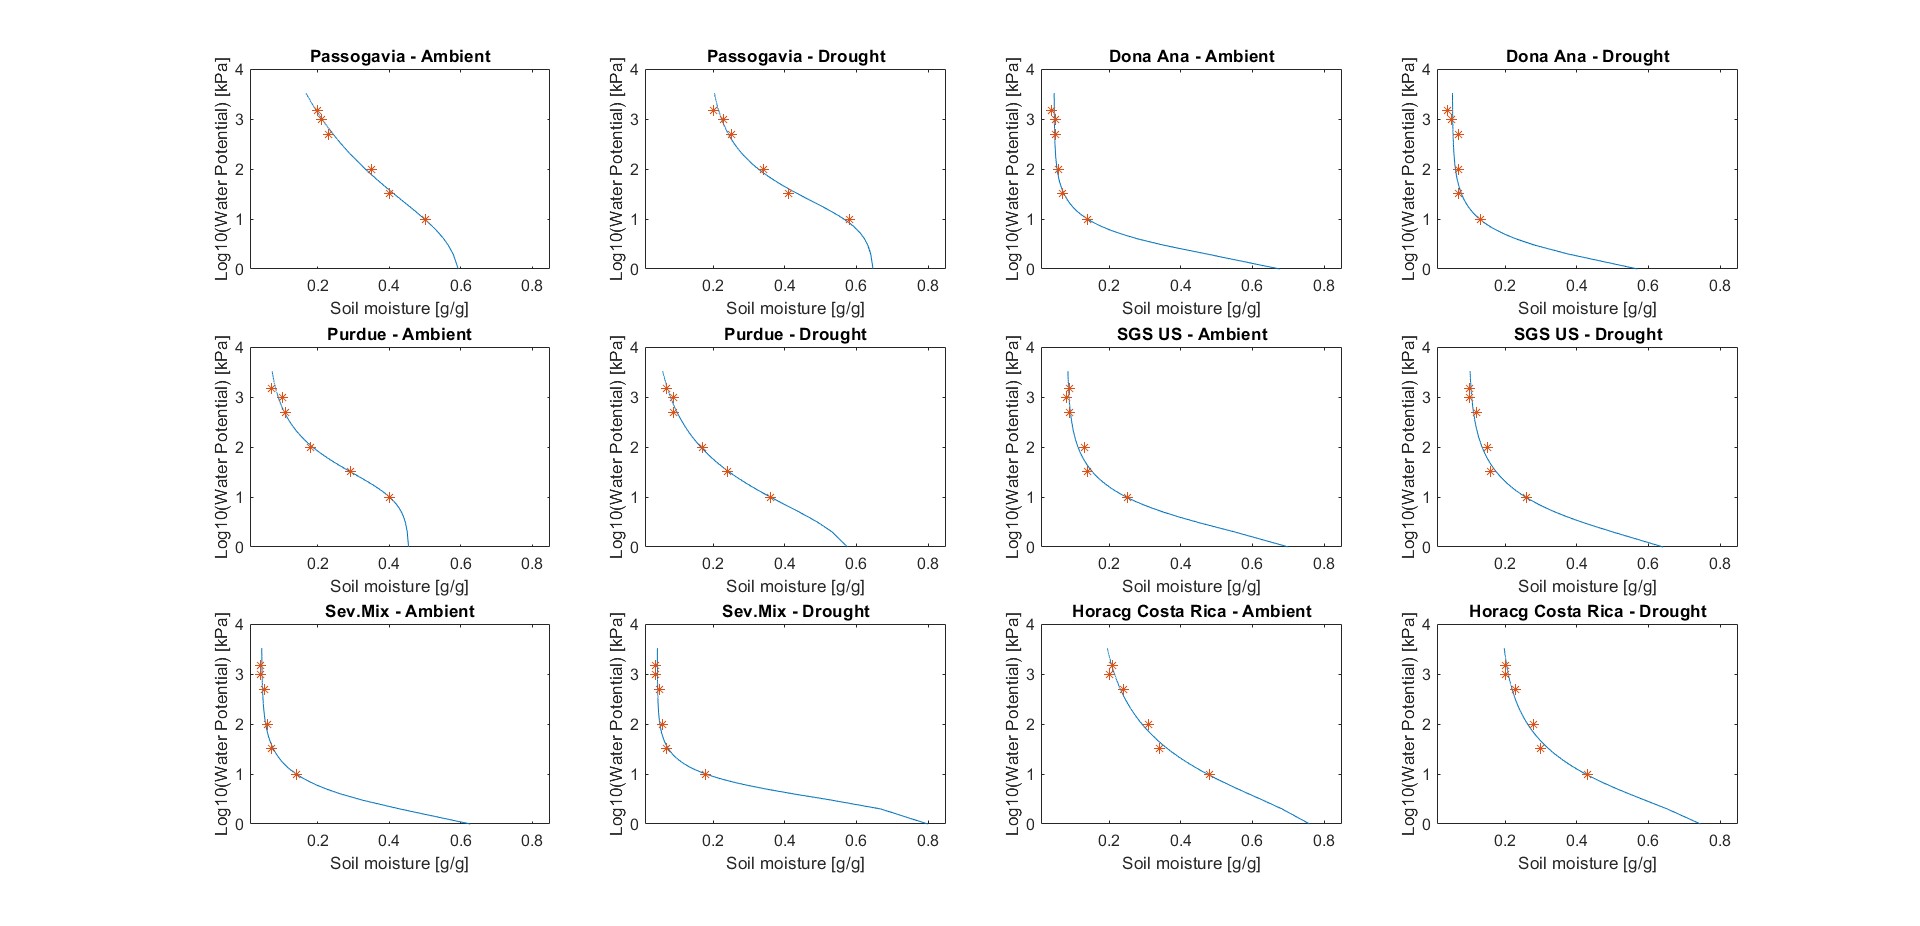 Passogavia - Ambient
Log10(Water Potential) [kPa]
4
3
2
1
0
0.2 0.4 0.6 0.8
Soil moisture [g/g]
Passogavia - Drought
Log10(Water Potential) [kPa]
4
3
2
1
0
0.2 0.4 0.6 0.8
Soil moisture [g/g]
Dona Ana - Ambient
Log10(Water Potential) [kPa]
4
3
2
1
0
0.2 0.4 0.6 0.8
Soil moisture [g/g]
Dona Ana - Drought
Log10(Water Potential) [kPa]
4
3
2
1
0
0.2 0.4 0.6 0.8
Soil moisture [g/g]
Purdue - Ambient
Log10(Water Potential) [kPa]
4
3
2
1
0
0.2 0.4 0.6 0.8
Soil moisture [g/g]
Purdue - Drought
Log10(Water Potential) [kPa]
4
3
2
1
0
0.2 0.4 0.6 0.8
Soil moisture [g/g]
SGS US - Ambient
Log10(Water Potential) [kPa]
4
3
2
1
0
0.2 0.4 0.6 0.8
Soil moisture [g/g]
SGS US - Drought
Log10(Water Potential) [kPa]
4
3
2
1
0
0.2 0.4 0.6 0.8
Soil moisture [g/g]
Sev.Mix - Ambient
Log10(Water Potential) [kPa]
4
3
2
1
0
0.2 0.4 0.6 0.8
Soil moisture [g/g]
Sev.Mix - Drought
Log10(Water Potential) [kPa]
4
3
2
1
0
0.2 0.4 0.6 0.8
Soil moisture [g/g]
Horacg Costa Rica - Ambient
Log10(Water Potential) [kPa]
4
3
2
1
0
0.2 0.4 0.6 0.8
Soil moisture [g/g]
Horacg Costa Rica - Drought
Log10(Water Potential) [kPa]
4
3
2
1
0
0.2 0.4 0.6 0.8
Soil moisture [g/g]